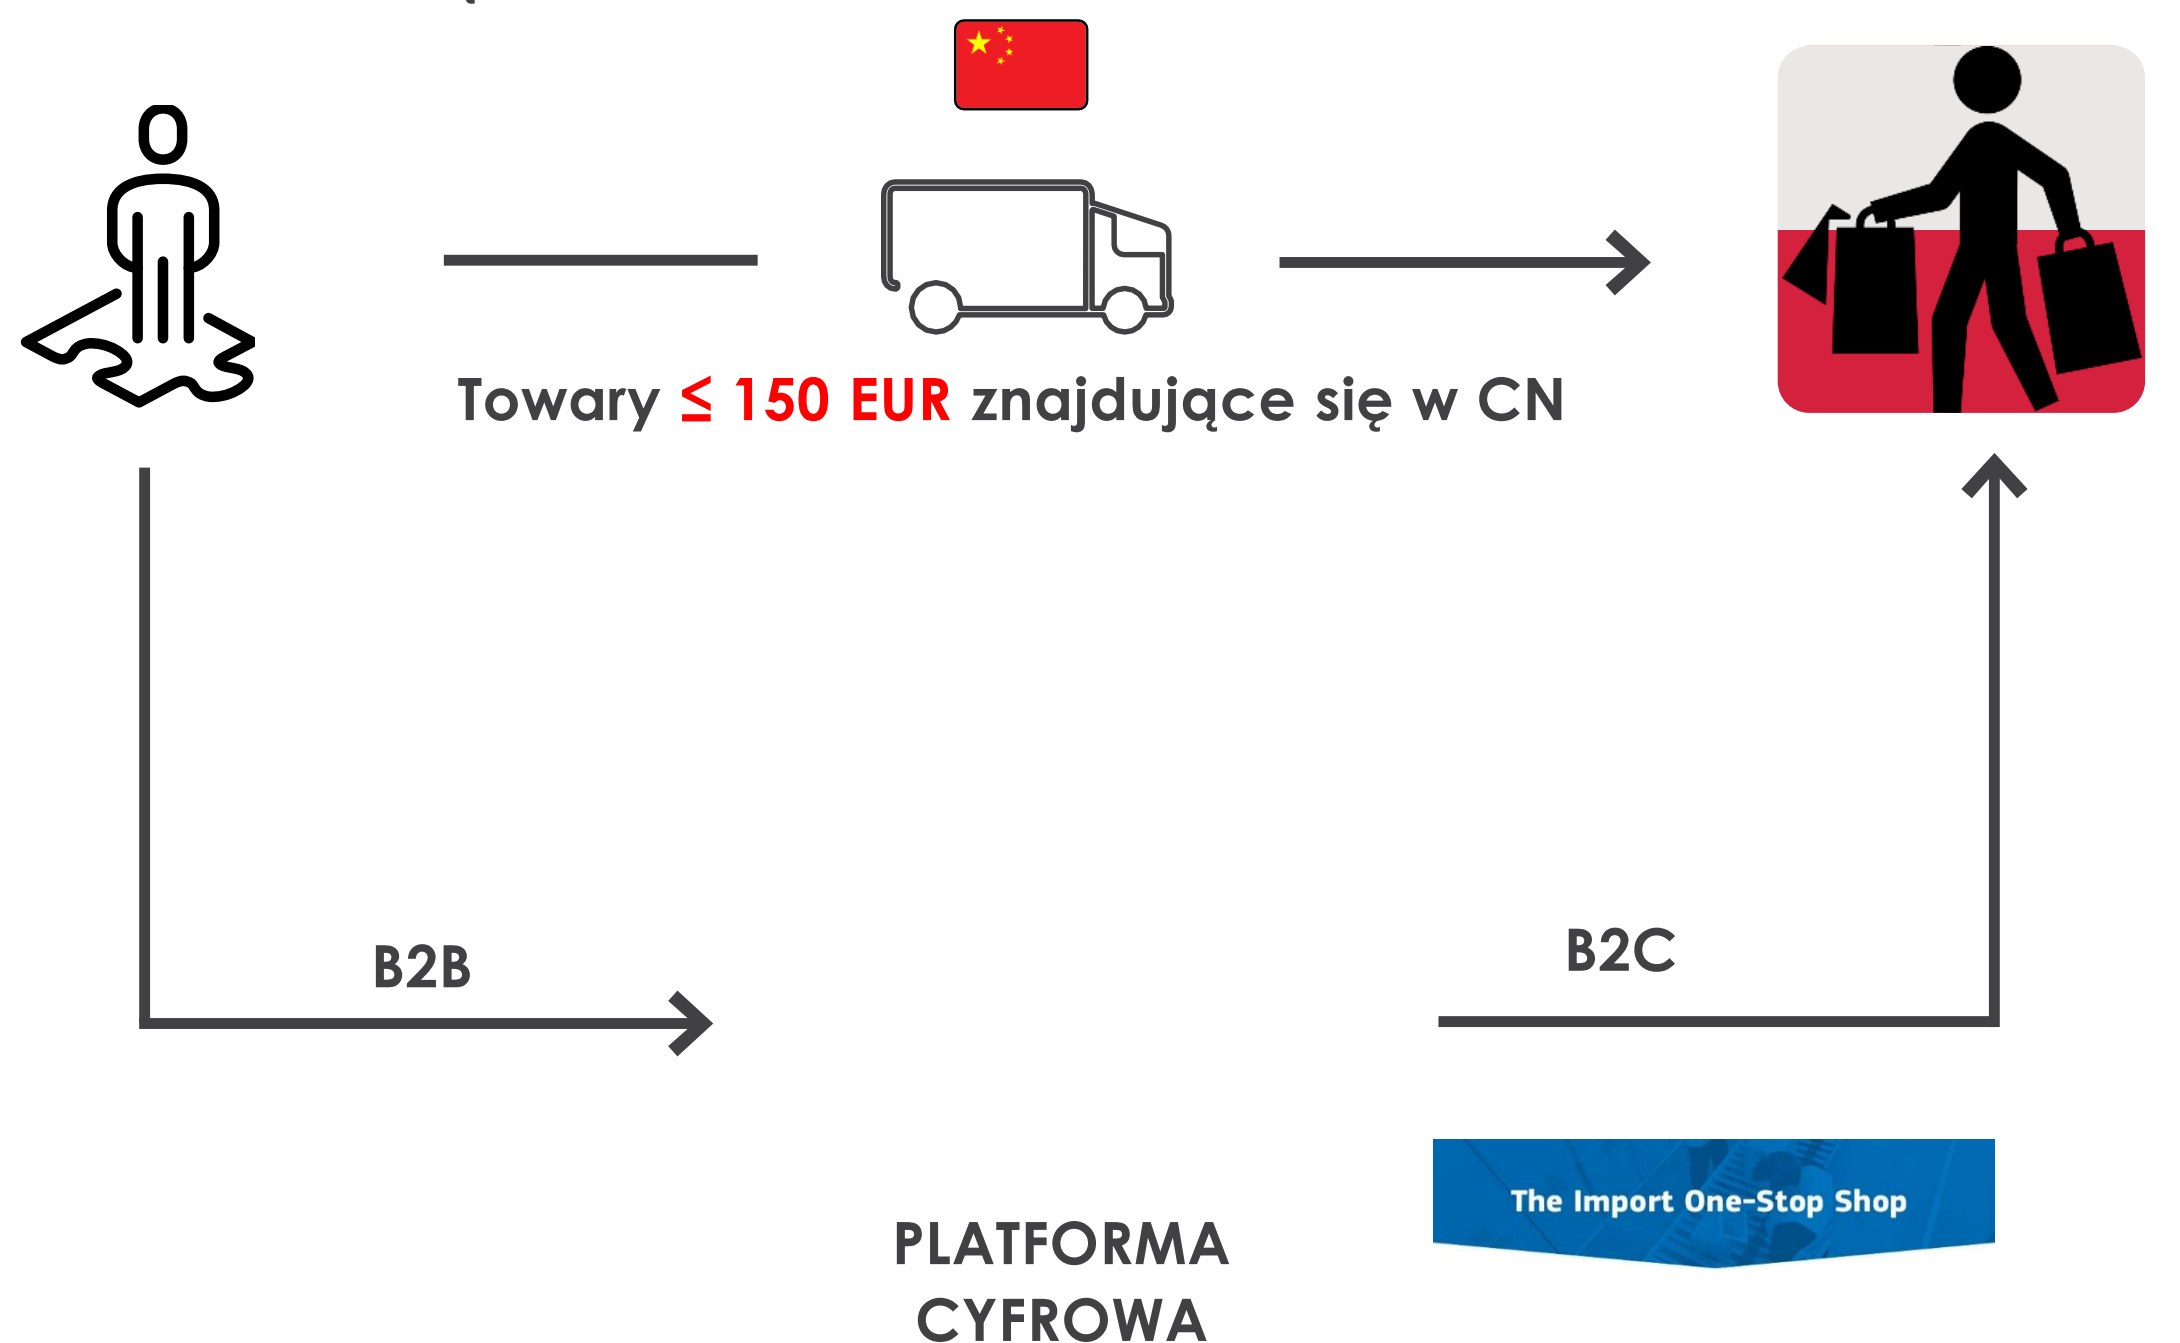 Towary ≤ 150 EUR znajdujące się w CN
B2B
B2C
The Import One-Stop Shop
PLATFORMA
CYFROWA